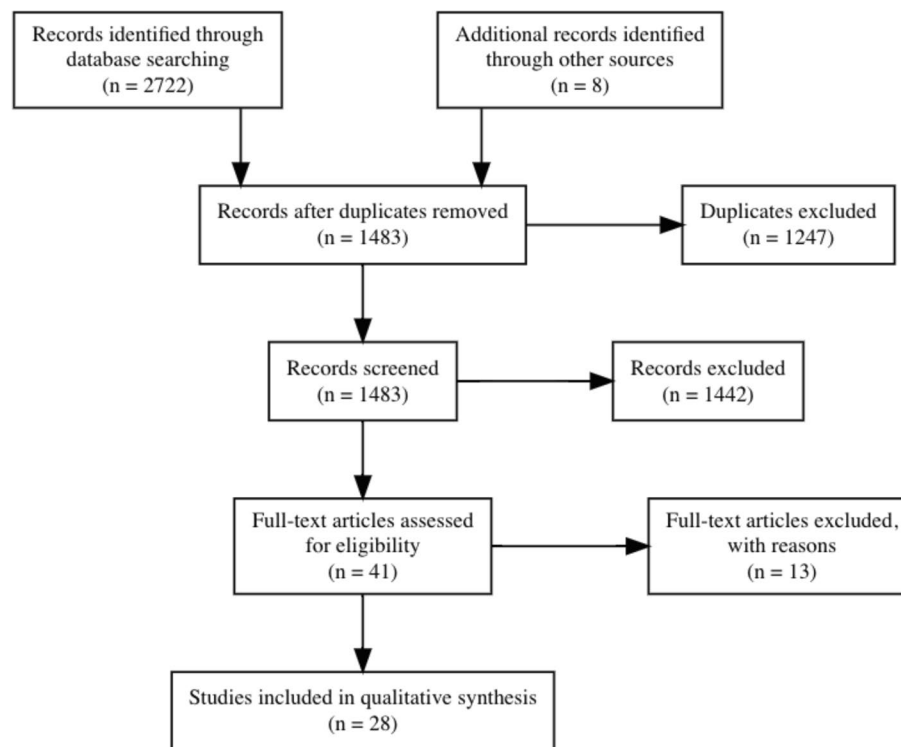 Records identified through
database searching
(n = 2722)
Additional records identified
through other sources
(n = 8)
Records after duplicates removed
(n = 1483)
Duplicates excluded
(n = 1247)
Records screened
(n = 1483)
Records excluded
(n = 1442)
Full-text articles assessed
for eligibility
(n = 41)
Full-text articles excluded,
with reasons
(n = 13)
Studies included in qualitative synthesis
(n = 28)